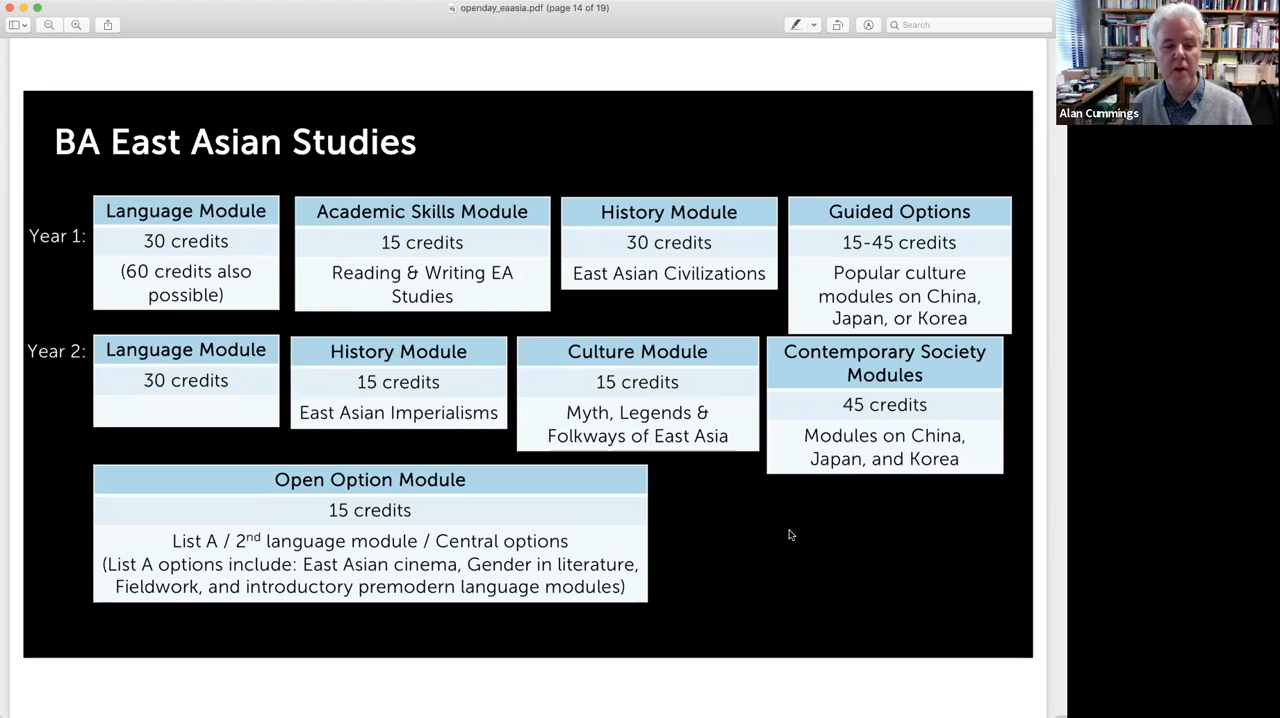 openday_eaasia.pdf (page 14 of 19)
Search
Alan Cummings
BA East Asian Studies
Year 1:
Language Module
30 credits
(60 credits also
possible)
Academic Skills Module
15 credits
Reading & Writing EA
Studies
History Module
30 credits
East Asian Civilizations
Guided Options
15-45 credits
Popular culture
modules on China,
Japan, or Korea
Year 2:
Language Module
30 credits
History Module
15 credits
East Asian Imperialisms
Culture Module
15 credits
Myth, Legends &
Folkways of East Asia
Contemporary Society
Modules
45 credits
Modules on China,
Japan, and Korea
Open Option Module
15 credits
List A / 2nd language module / Central options
(List A options include: East Asian cinema, Gender in literature,
Fieldwork, and introductory premodern language modules)